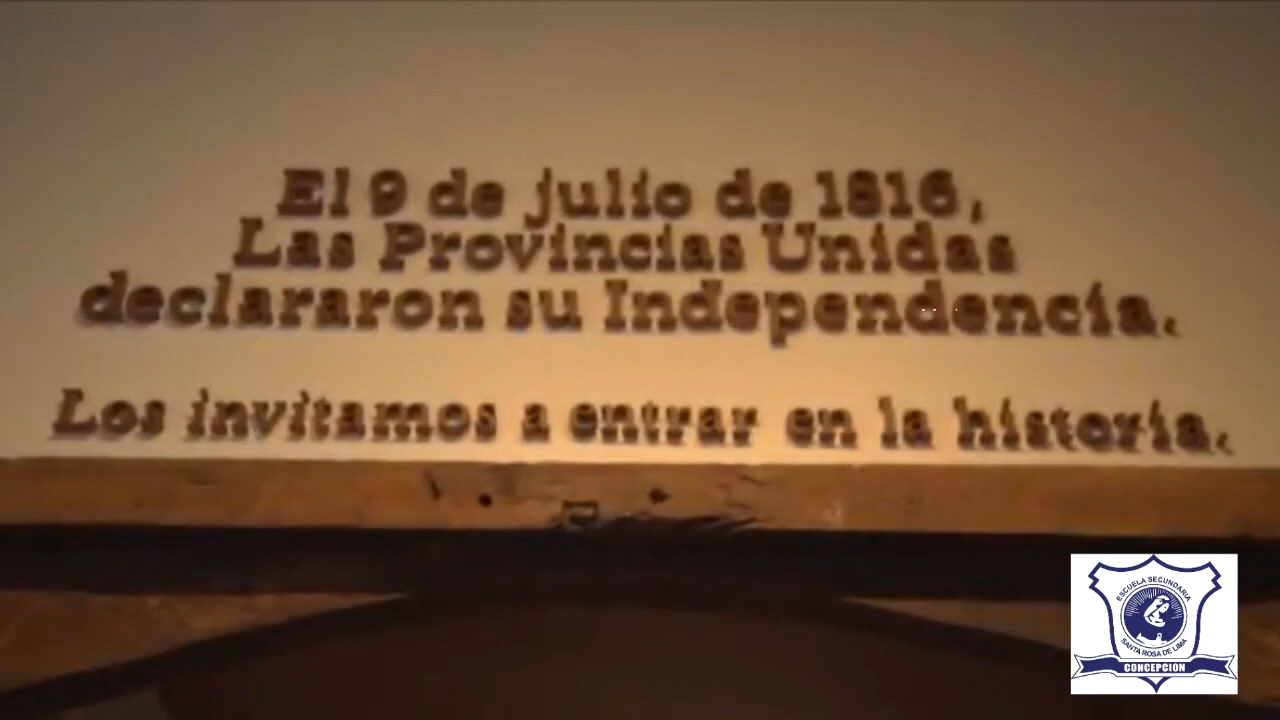 El 9 de julio de 1816,
Las Provincias Unidas
declararon su Independencia.
Los invitamos a entrar en la historia.
ESCUELA SECUNDARIA
SANTA ROSA DE LIMA
CONCEPCION